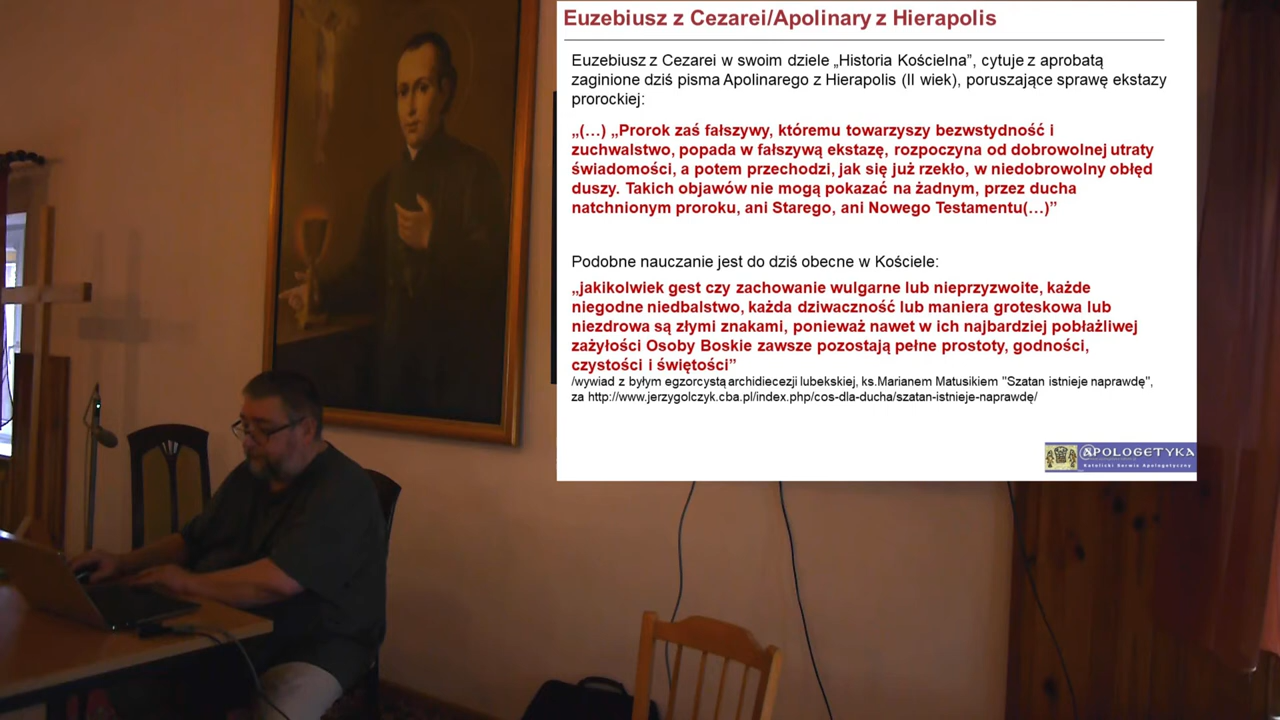 Euzebiusz z Cezarei/Apolinary z Hierapolis
Euzebiusz z Cezarei w swoim dziele „Historia Kościelna”, cytuje z aprobatą
zaginione dziś pisma Apolinarego z Hierapolis (II wiek), poruszające sprawę ekstazy
prorockiej:
„(…) „Prorok zaś fałszywy, któremu towarzyszy bezwstydność i
zuchwalstwo, popada w fałszywą ekstazę, rozpoczyna od dobrowolnej utraty
świadomości, a potem przechodzi, jak się już rzekło, w niedobrowolny obłęd
duszy. Takich objawów nie mogą pokazać na żadnym, przez ducha
natchnionym proroku, ani Starego, ani Nowego Testamentu(…)”
Podobne nauczanie jest do dziś obecne w Kościele:
„jakikolwiek gest czy zachowanie wulgarne lub nieprzyzwoite, każde
niegodne niedbalstwo, każda dziwaczność lub maniera groteskowa lub
niezdrowa są złymi znakami, ponieważ nawet w ich najbardziej pobłażliwej
zażyłości Osoby Boskie zawsze pozostają pełne prostoty, godności,
czystości i świętości”
/wywiad z byłym egzorcystą archidiecezji lubekskiej, ks.Marianem Matusikiem "Szatan istnieje naprawdę",
za http://www.jerzygolczyk.cba.pl/index.php/cos-dla-ducha/szatan-istnieje-naprawdę/
APOLOGETYKA
Katolicki Serwis Apologetyczny